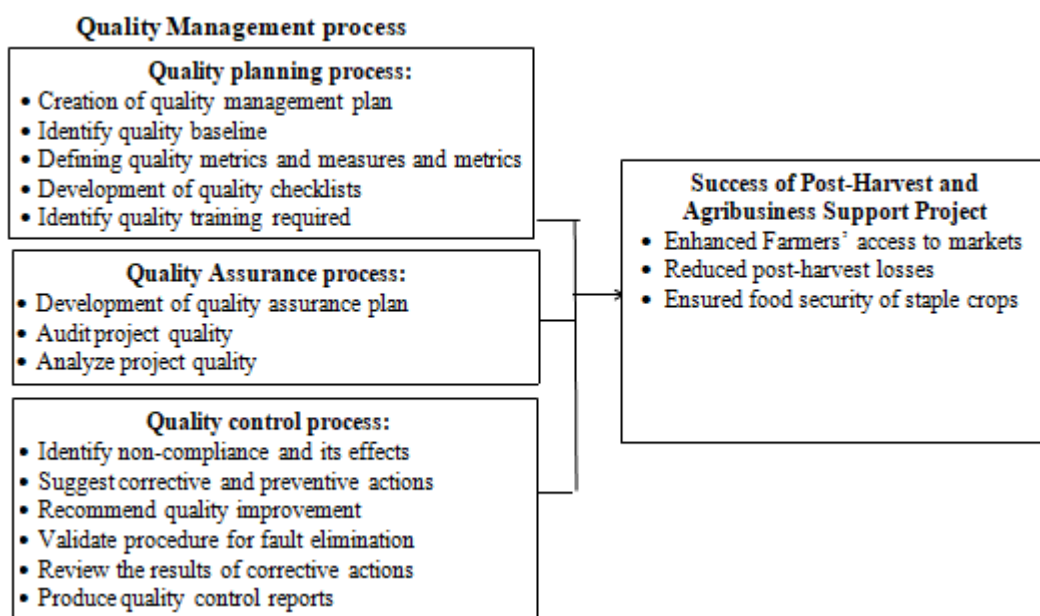 Quality Management process
Quality planning process:
• Creation of quality management plan
• Identify quality baseline
• Defining quality metrics and measures and metrics
• Development of quality checklists
• Identify quality training required
Quality Assurance process:
• Development of quality assurance plan
• Audit project quality
• Analyze project quality
Quality control process:
• Identify non-compliance and its effects
• Suggest corrective and preventive actions
• Recommend quality improvement
• Validate procedure for fault elimination
• Review the results of corrective actions
• Produce quality control reports
Success of Post-Harvest and
Agribusiness Support Project
• Enhanced Farmers' access to markets
• Reduced post-harvest losses
• Ensured food security of staple crops